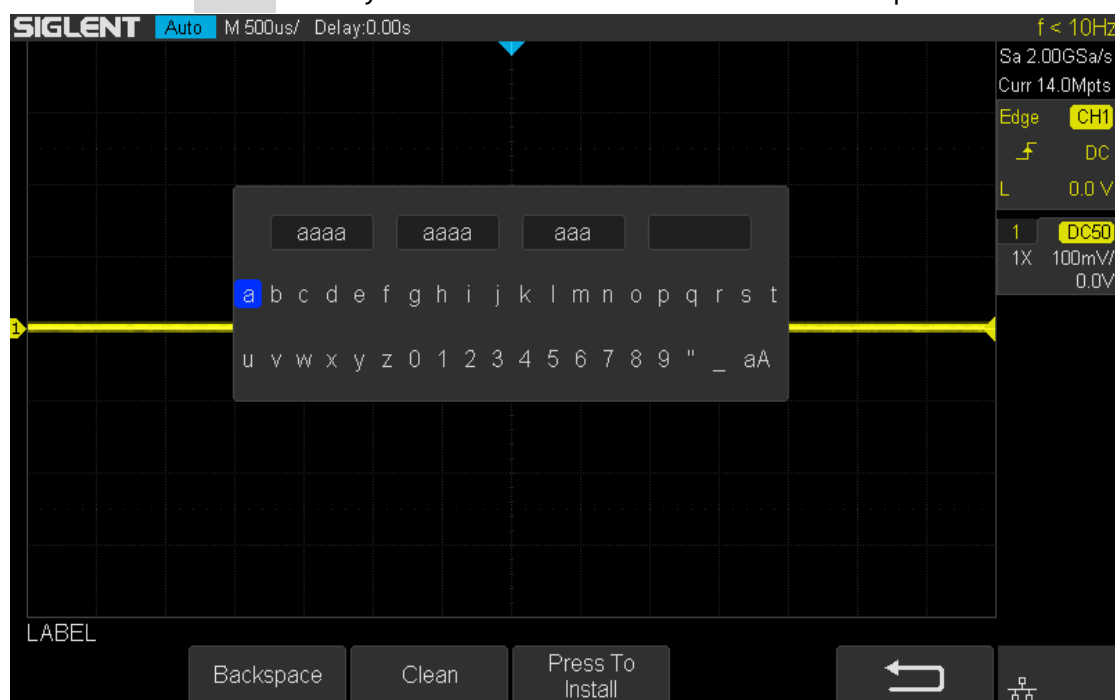 SIGLENT Auto M 500us/ Delay:0.00s f < 10Hz
Sa 2.00GSa/s
Curr 14.0Mpts
Edge CH1
DC
L 0.0 V
aaaa aaaa aaa
1 DC50
1X 100mV/
0.0V
a b c d e f g h i j k l m n o p q r s t
1
u v w x y z 0 1 2 3 4 5 6 7 8 9 " _ aA
LABEL
Backspace Clean Press To
Install